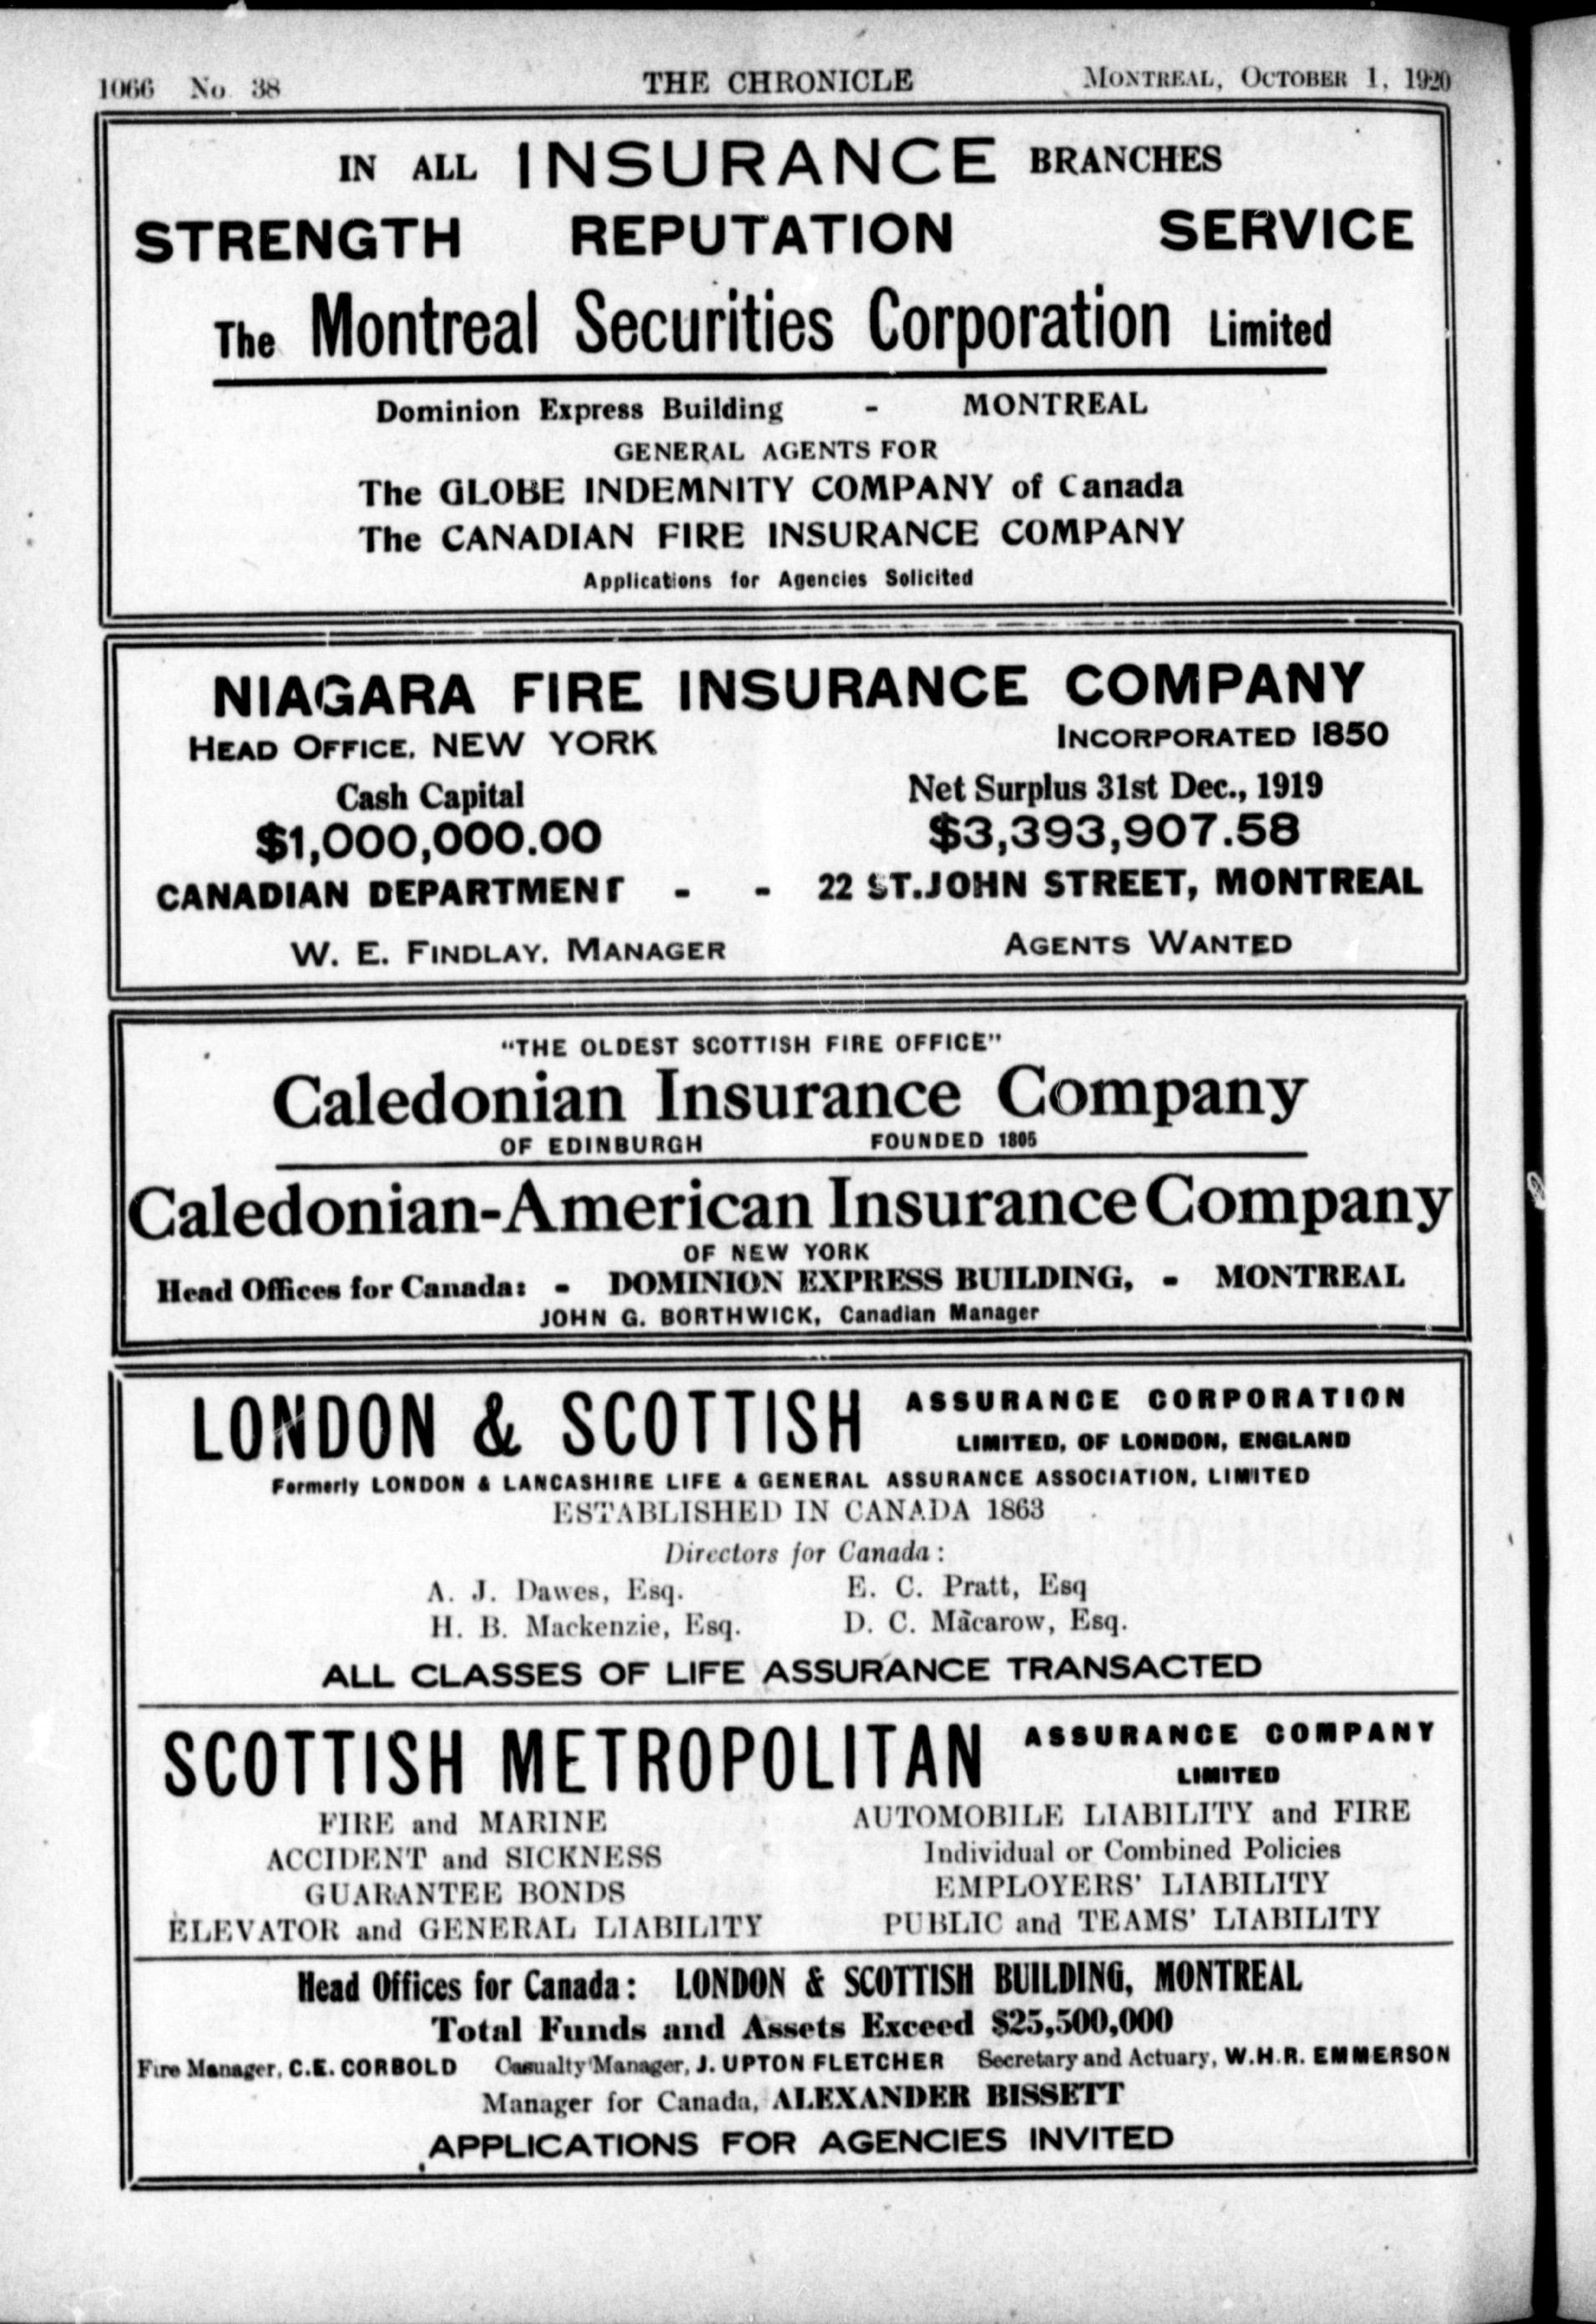 1066 No. 38 THE CHRONICLE MONTREAL, OCTOBER 1, 1920
IN ALL INSURANCE BRANCHES
STRENGTH REPUTATION SERVICE
The Montreal Securities Corporation Limited
Dominion Express Building - MONTREAL
GENERAL AGENTS FOR
The GLOBE INDEMNITY COMPANY of Canada
The CANADIAN FIRE INSURANCE COMPANY
Applications for Agencies Solicited
NIAGARA FIRE INSURANCE COMPANY
HEAD OFFICE, NEW YORK INCORPORATED 1850
Cash Capital Net Surplus 31st Dec., 1919
$1,000,000.00 $3,393,907.58
CANADIAN DEPARTMENT - - 22 ST. JOHN STREET, MONTREAL
W. E. FINDLAY, MANAGER AGENTS WANTED
"THE OLDEST SCOTTISH FIRE OFFICE"
Caledonian Insurance Company
OF EDINBURGH FOUNDED 1805
Caledonian-American Insurance Company
OF NEW YORK
Head Offices for Canada: - DOMINION EXPRESS BUILDING, - MONTREAL
JOHN G. BORTHWICK, Canadian Manager
LONDON & SCOTTISH ASSURANCE CORPORATION
LIMITED, OF LONDON, ENGLAND
Formerly LONDON & LANCASHIRE LIFE & GENERAL ASSURANCE ASSOCIATION, LIMITED
ESTABLISHED IN CANADA 1863
Directors for Canada:
A. J. Dawes, Esq. E. C. Pratt, Esq
H. B. Mackenzie, Esq. D. C. Macarow, Esq.
ALL CLASSES OF LIFE ASSURANCE TRANSACTED
SCOTTISH METROPOLITAN ASSURANCE COMPANY
LIMITED
FIRE and MARINE AUTOMOBILE LIABILITY and FIRE
ACCIDENT and SICKNESS Individual or Combined Policies
GUARANTEE BONDS EMPLOYERS' LIABILITY
ELEVATOR and GENERAL LIABILITY PUBLIC and TEAMS' LIABILITY
Head Offices for Canada: LONDON & SCOTTISH BUILDING, MONTREAL
Total Funds and Assets Exceed $25,500,000
Fire Manager, C.E. CORBOLD Casualty Manager, J. UPTON FLETCHER Secretary and Actuary, W.H.R. EMMERSON
Manager for Canada, ALEXANDER BISSETT
APPLICATIONS FOR AGENCIES INVITED